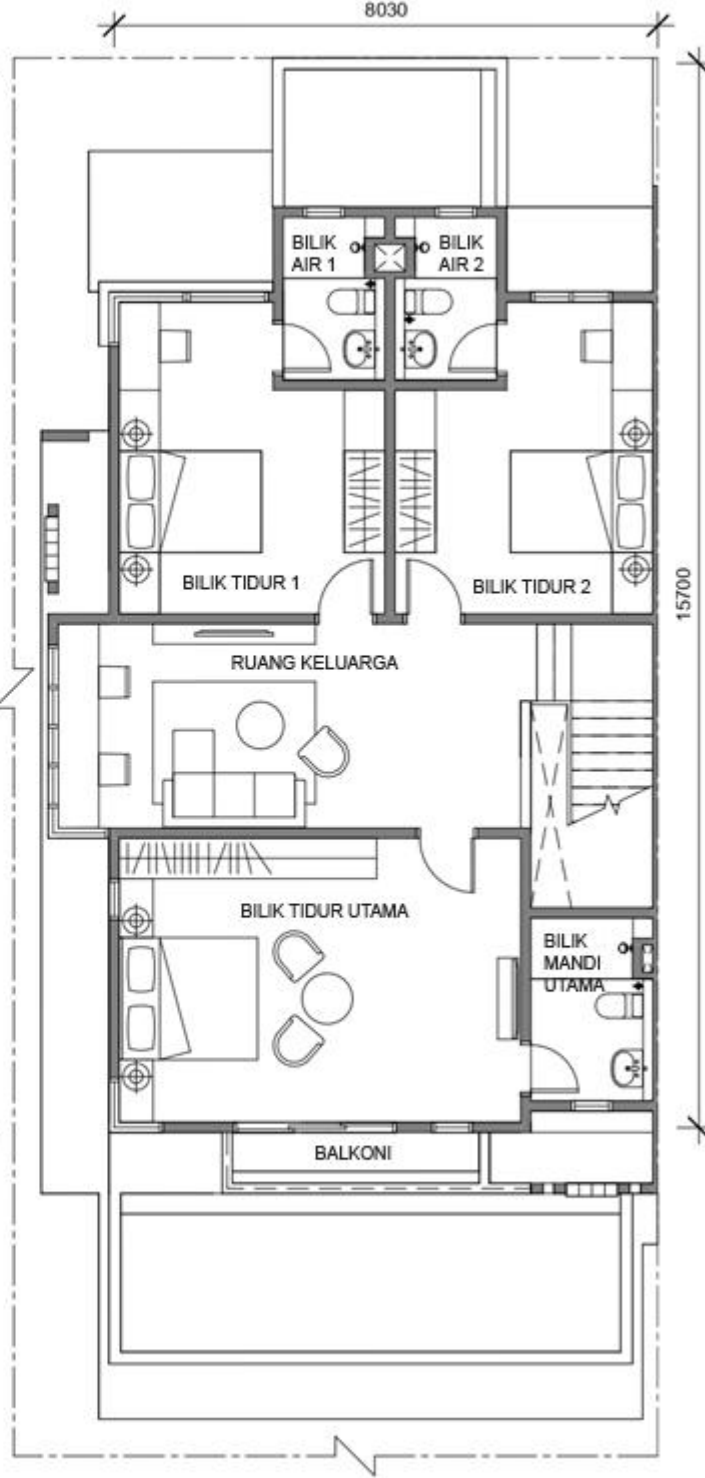 8030
BILIK
AIR 1
BILIK
AIR 2
BILIK TIDUR 1
BILIK TIDUR 2
15700
RUANG KELUARGA
BILIK TIDUR UTAMA
BILIK
MANDI
UTAMA
BALKONI